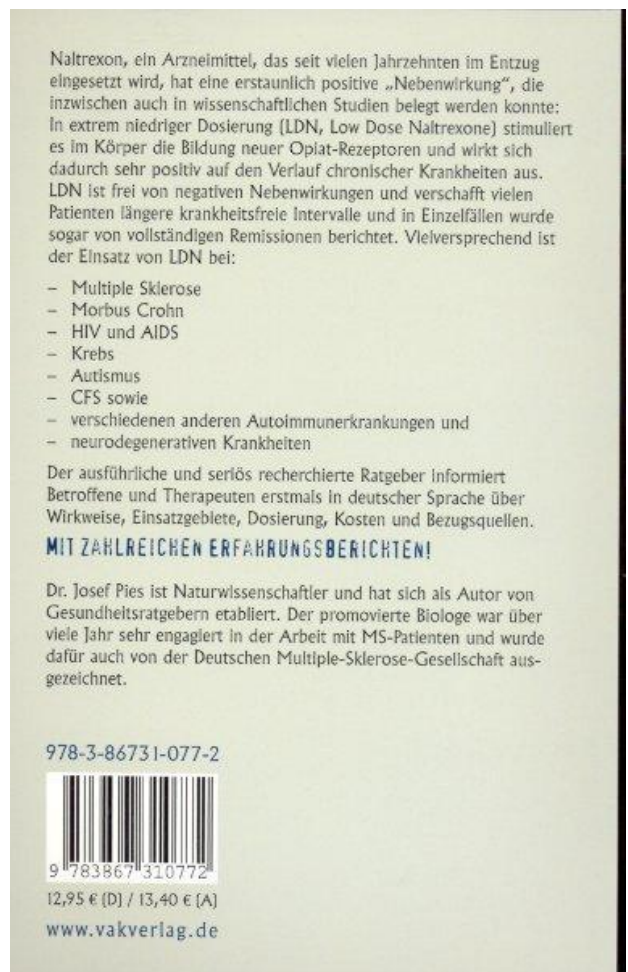 Naltrexon, ein Arzneimittel, das seit vielen Jahrzehnten im Entzug
eingesetzt wird, hat eine erstaunlich positive „Nebenwirkung“, die
inzwischen auch in wissenschaftlichen Studien belegt werden konnte:
In extrem niedriger Dosierung (LDN, Low Dose Naltrexone) stimuliert
es im Körper die Bildung neuer Opiat-Rezeptoren und wirkt sich
dadurch sehr positiv auf den Verlauf chronischer Krankheiten aus.
LDN ist frei von negativen Nebenwirkungen und verschafft vielen
Patienten längere krankheitsfreie Intervalle und in Einzelfällen wurde
sogar von vollständigen Remissionen berichtet. Vielversprechend ist
der Einsatz von LDN bei:
– Multiple Sklerose
– Morbus Crohn
– HIV und AIDS
– Krebs
– Autismus
– CFS sowie
– verschiedenen anderen Autoimmunerkrankungen und
– neurodegenerativen Krankheiten
Der ausführliche und seriös recherchierte Ratgeber informiert
Betroffene und Therapeuten erstmals in deutscher Sprache über
Wirkweise, Einsatzgebiete, Dosierung, Kosten und Bezugsquellen.
MIT ZAHLREICHEN ERFAHRUNGSBERICHTEN!
Dr. Josef Pies ist Naturwissenschaftler und hat sich als Autor von
Gesundheitsratgebern etabliert. Der promovierte Biologe war über
viele Jahr sehr engagiert in der Arbeit mit MS-Patienten und wurde
dafür auch von der Deutschen Multiple-Sklerose-Gesellschaft aus-
gezeichnet.
978-3-86731-077-2
9 783867 310772
12,95 € (D) / 13,40 € (A)
www.vakverlag.de